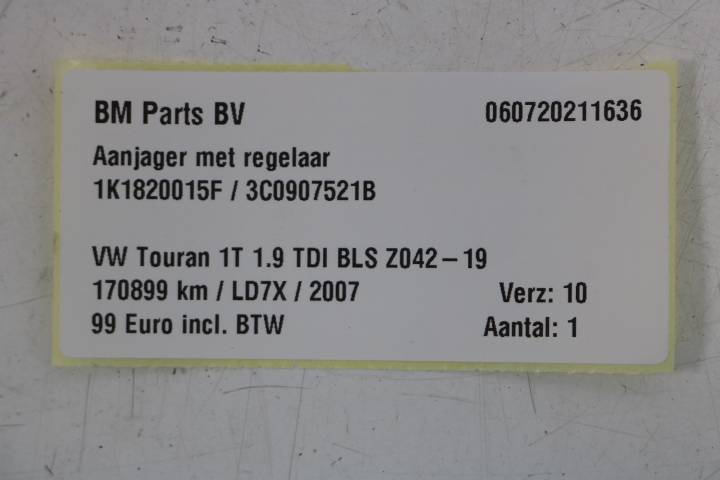 BM Parts BV 060720211636
Aanjager met regelaar
1K1820015F / 3C0907521B
VW Touran 1T 1.9 TDI BLS Z042-19
170899 km / LD7X / 2007 Verz: 10
99 Euro incl. BTW Aantal: 1